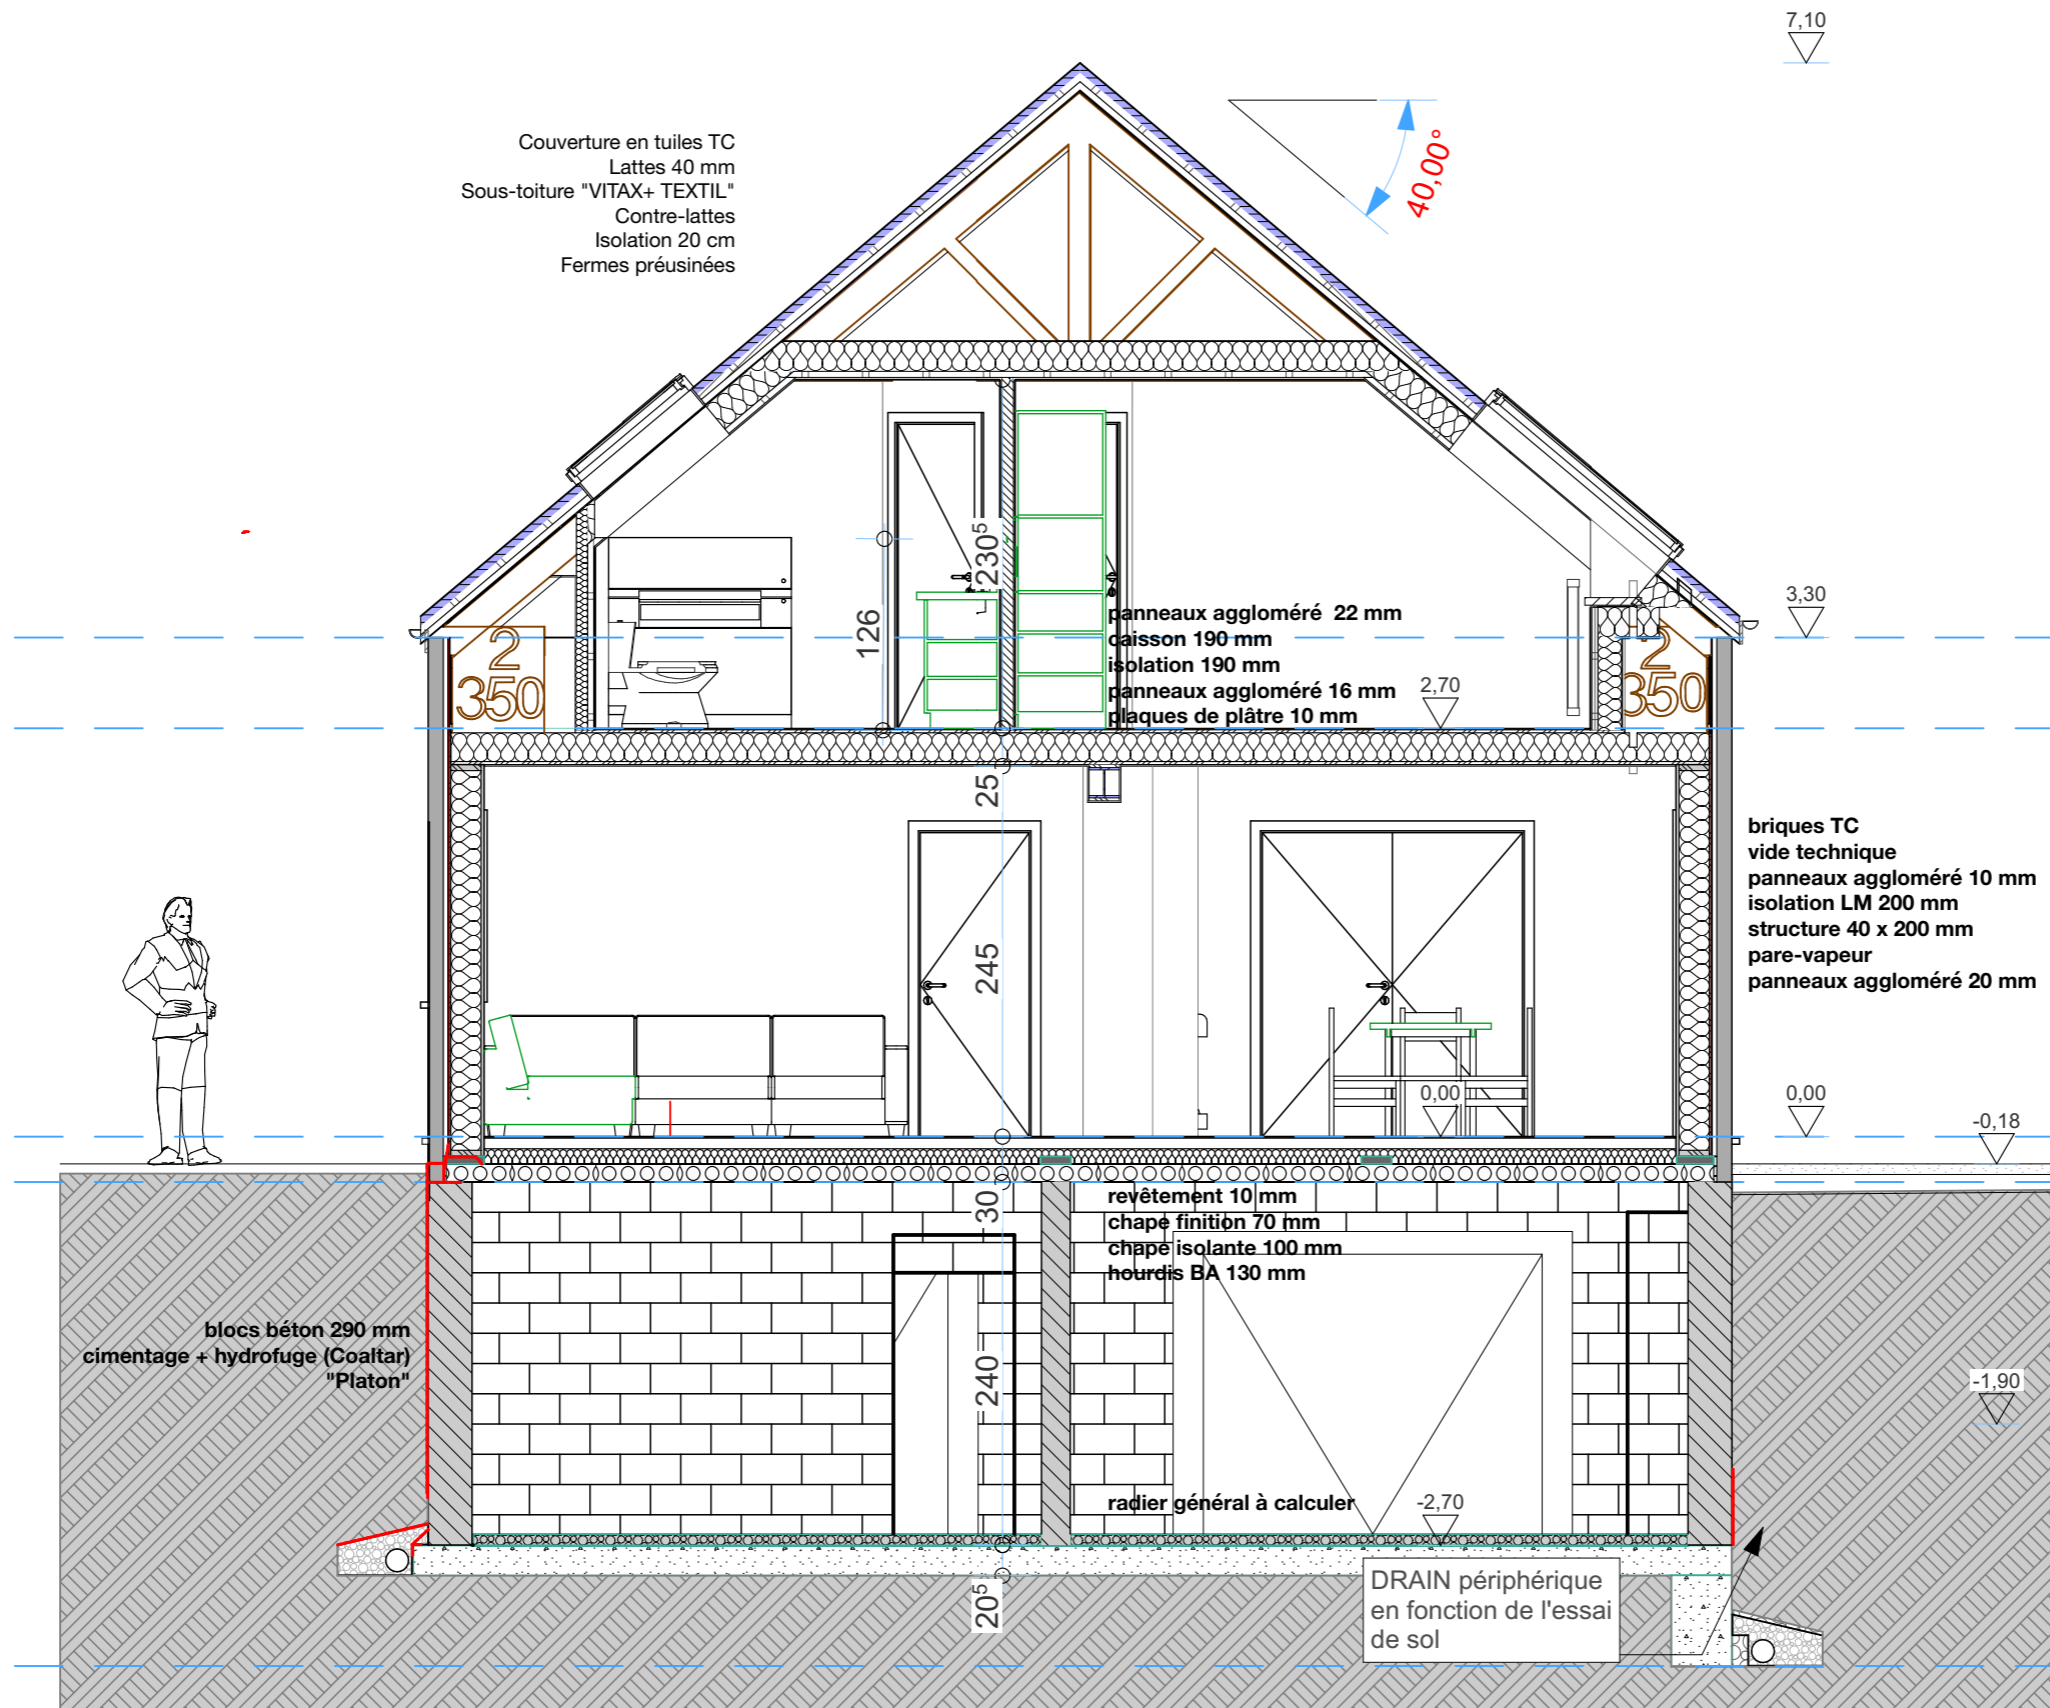 7,10
Couverture en tuiles TC
Lattes 40 mm
Sous-toiture "VITAX+ TEXTIL"
Contre-lattes
Isolation 20 cm
Fermes préusinées
40,00°
230⁵
126
panneaux aggloméré 22 mm
caisson 190 mm
isolation 190 mm
panneaux aggloméré 16 mm
plaques de plâtre 10 mm
3,30
2
350
2
350
2,70
25
245
briques TC
vide technique
panneaux aggloméré 10 mm
isolation LM 200 mm
structure 40 x 200 mm
pare-vapeur
panneaux aggloméré 20 mm
0,00
0,00
-0,18
30
revêtement 10 mm
chape finition 70 mm
chape isolante 100 mm
hourdis BA 130 mm
blocs béton 290 mm
cimentage + hydrofuge (Coaltar)
"Platon"
240
-1,90
radier général à calculer
-2,70
20⁵
DRAIN périphérique
en fonction de l'essai
de sol